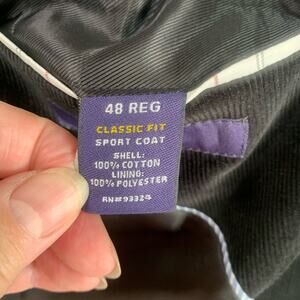 48 REG
CLASSIC FIT
SPORT COAT
SHELL:
100% COTTON
LINING:
100% POLYESTER
RN#93324